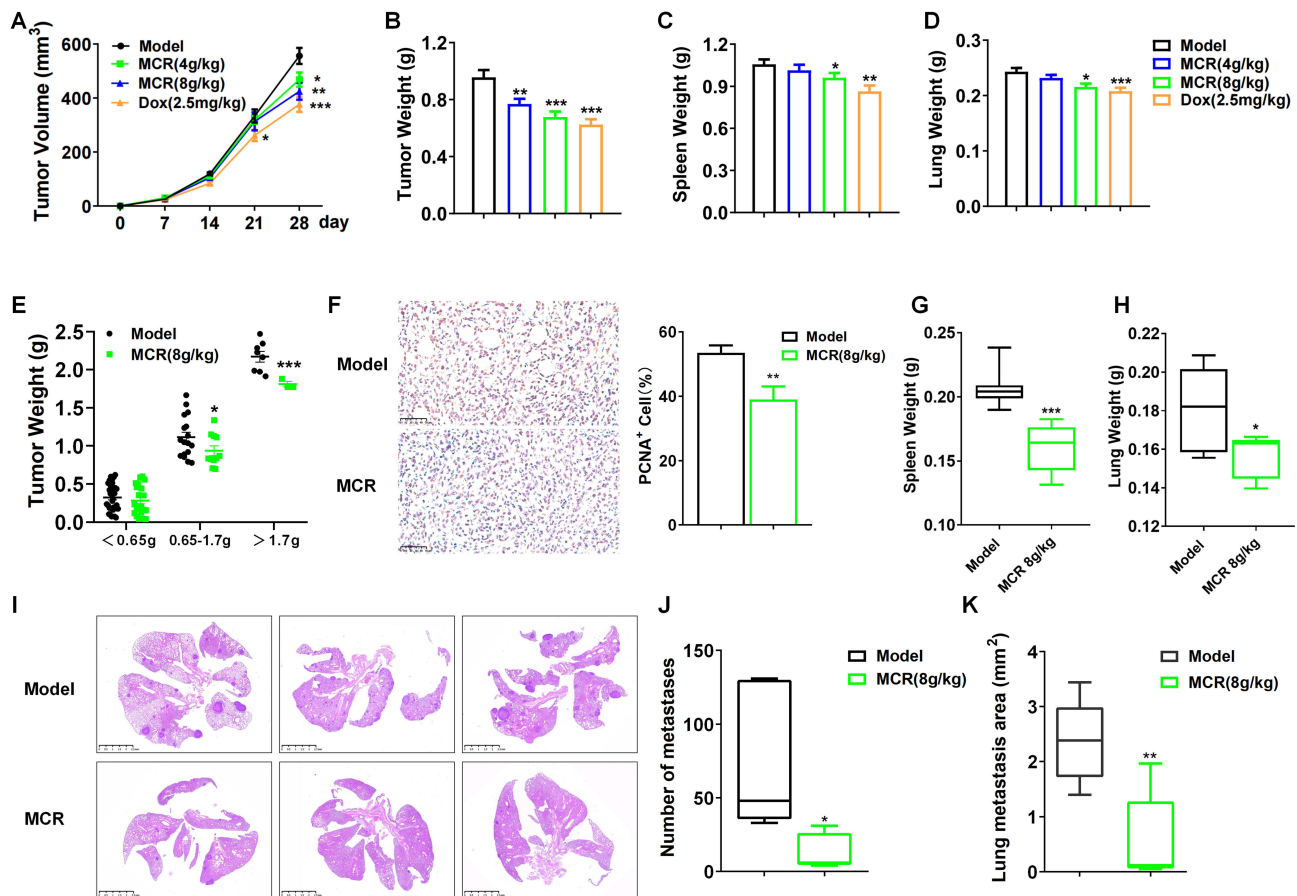 A
Tumor Volume (mm³)
600
400
200
0
0 7 14 21 28 day
Model
MCR(4g/kg)
MCR(8g/kg)
Dox(2.5mg/kg)
*
**
***
*
B
Tumor Weight (g)
1.2
0.9
0.6
0.3
0.0
**
***
***
C
Spleen Weight (g)
1.2
0.9
0.6
0.3
0.0
*
**
D
Lung Weight (g)
0.3
0.2
0.1
0.0
*
***
Model
MCR(4g/kg)
MCR(8g/kg)
Dox(2.5mg/kg)
E
Tumor Weight (g)
2.5
2.0
1.5
1.0
0.5
0.0
Model
MCR(8g/kg)
*
***
<0.65g 0.65-1.7g >1.7g
F
Model
MCR
PCNA⁺ Cell(%)
60
40
20
0
Model
MCR(8g/kg)
**
G
Spleen Weight (g)
0.25
0.20
0.15
0.10
***
Model
MCR 8g/kg
H
Lung Weight (g)
0.22
0.20
0.18
0.16
0.14
0.12
*
Model
MCR 8g/kg
I
Model
MCR
J
Number of metastases
150
100
50
0
Model
MCR(8g/kg)
*
K
Lung metastasis area (mm²)
4
3
2
1
0
Model
MCR(8g/kg)
**